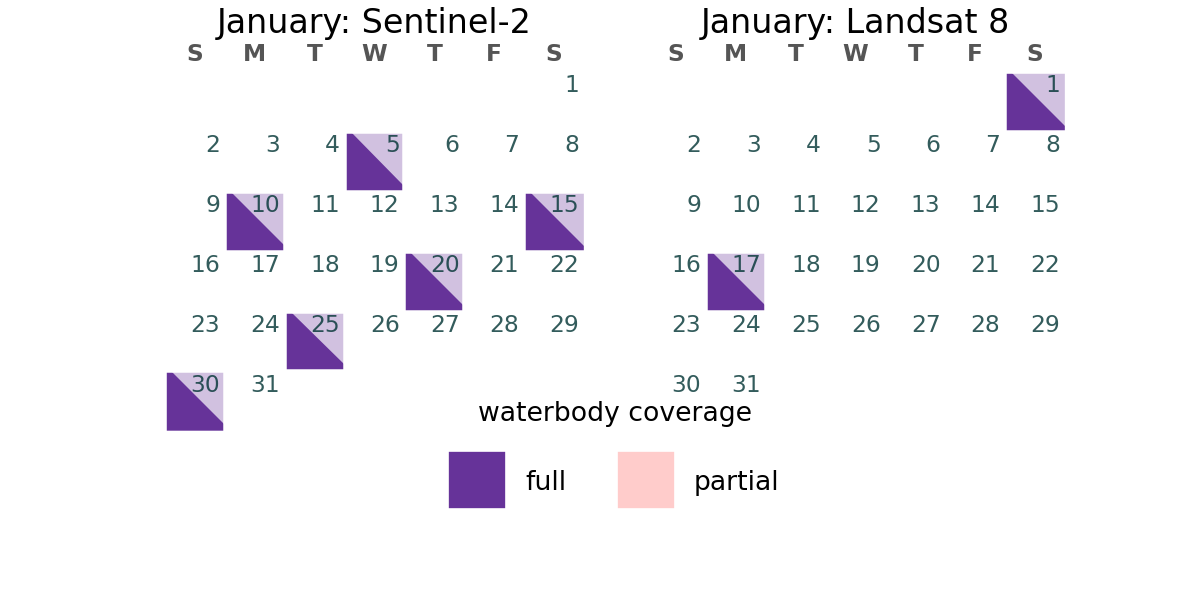 January: Sentinel-2
S M T W T F S
1
2 3 4 5 6 7 8
9 10 11 12 13 14 15
16 17 18 19 20 21 22
23 24 25 26 27 28 29
30 31
January: Landsat 8
S M T W T F S
1
2 3 4 5 6 7 8
9 10 11 12 13 14 15
16 17 18 19 20 21 22
23 24 25 26 27 28 29
30 31
waterbody coverage
full partial